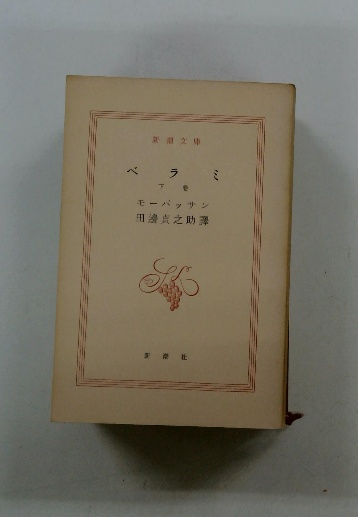 新潮文庫
ベラミ
下巻
モーパッサン
田邊貞之助譯
新潮社